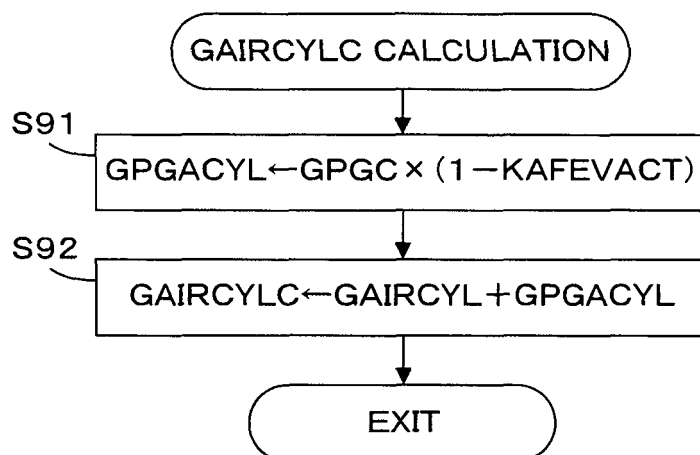 GAIRCYLC CALCULATION
S91
GPGACYL←GPGC×(1−KAFEVACT)
S92
GAIRCYLC←GAIRCYL+GPGACYL
EXIT